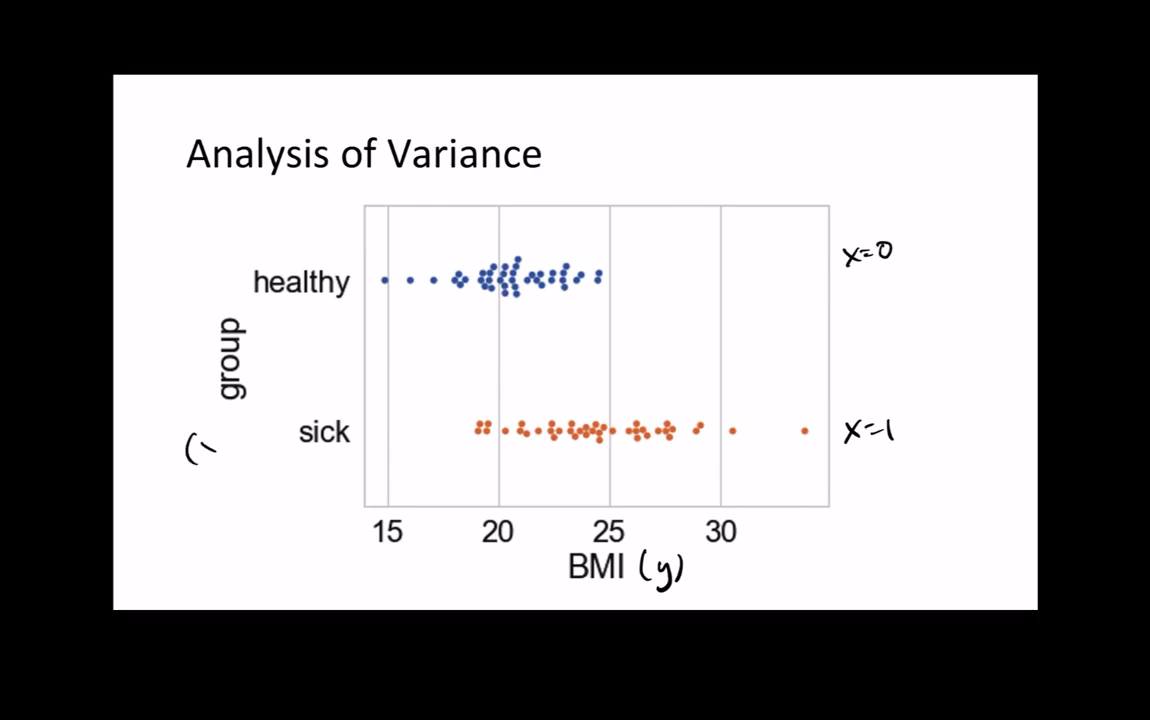 Analysis of Variance
healthy
x=0
group
sick
x=1
15 20 25 30
BMI (y)